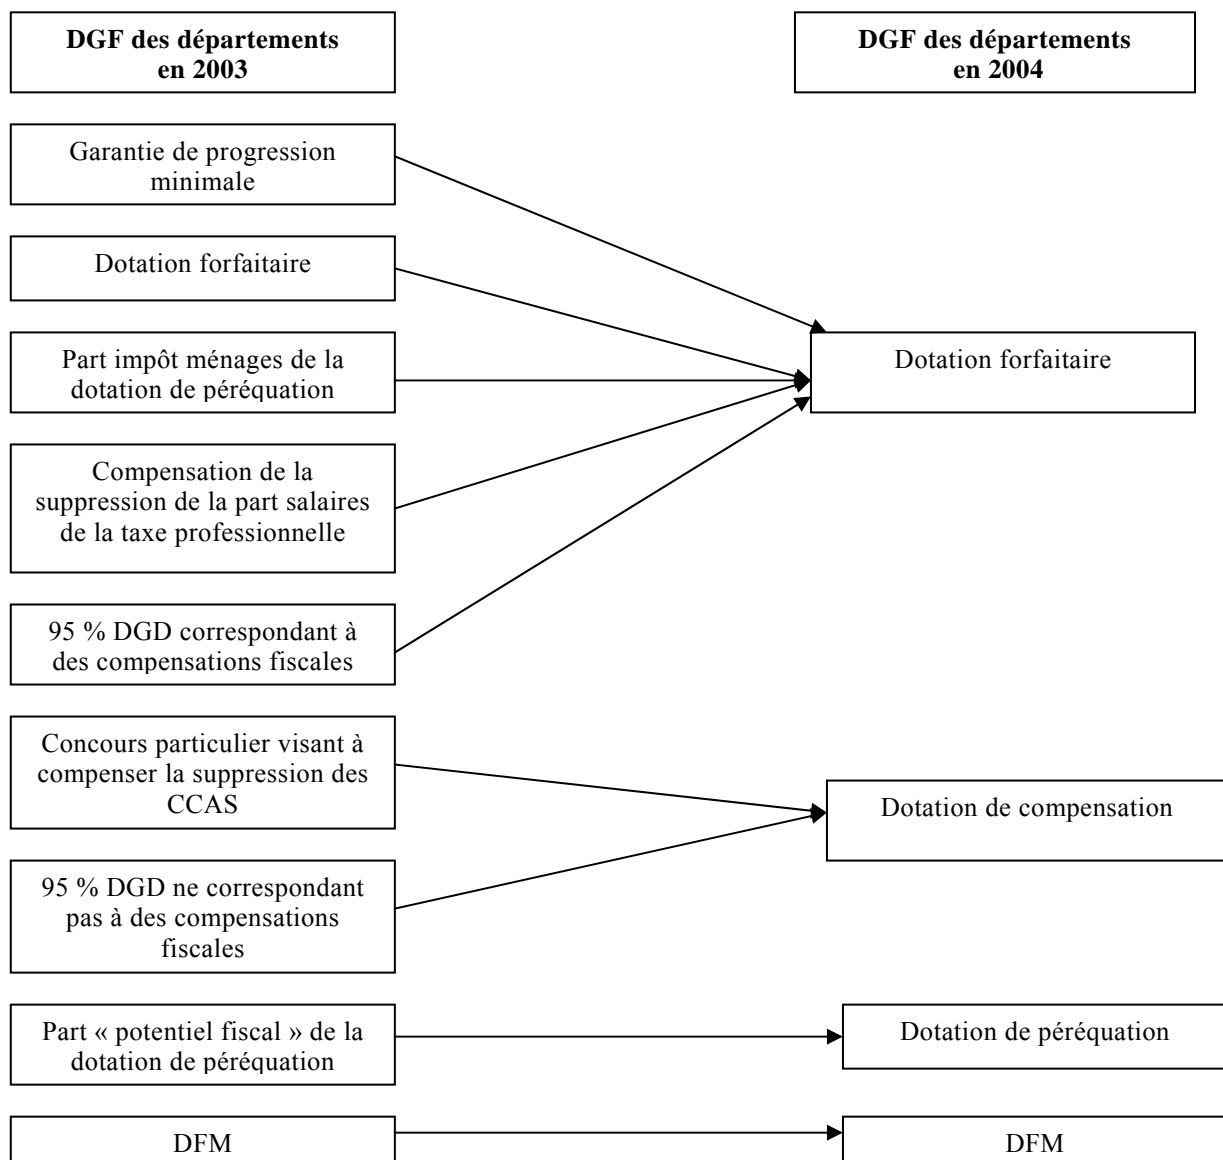 DGF des départements
en 2003
DGF des départements
en 2004
Garantie de progression
minimale
Dotation forfaitaire
Part impôt ménages de la
dotation de péréquation
Dotation forfaitaire
Compensation de la
suppression de la part salaires
de la taxe professionnelle
95 % DGD correspondant à
des compensations fiscales
Concours particulier visant à
compenser la suppression des
CCAS
Dotation de compensation
95 % DGD ne correspondant
pas à des compensations
fiscales
Part « potentiel fiscal » de la
dotation de péréquation
Dotation de péréquation
DFM
DFM